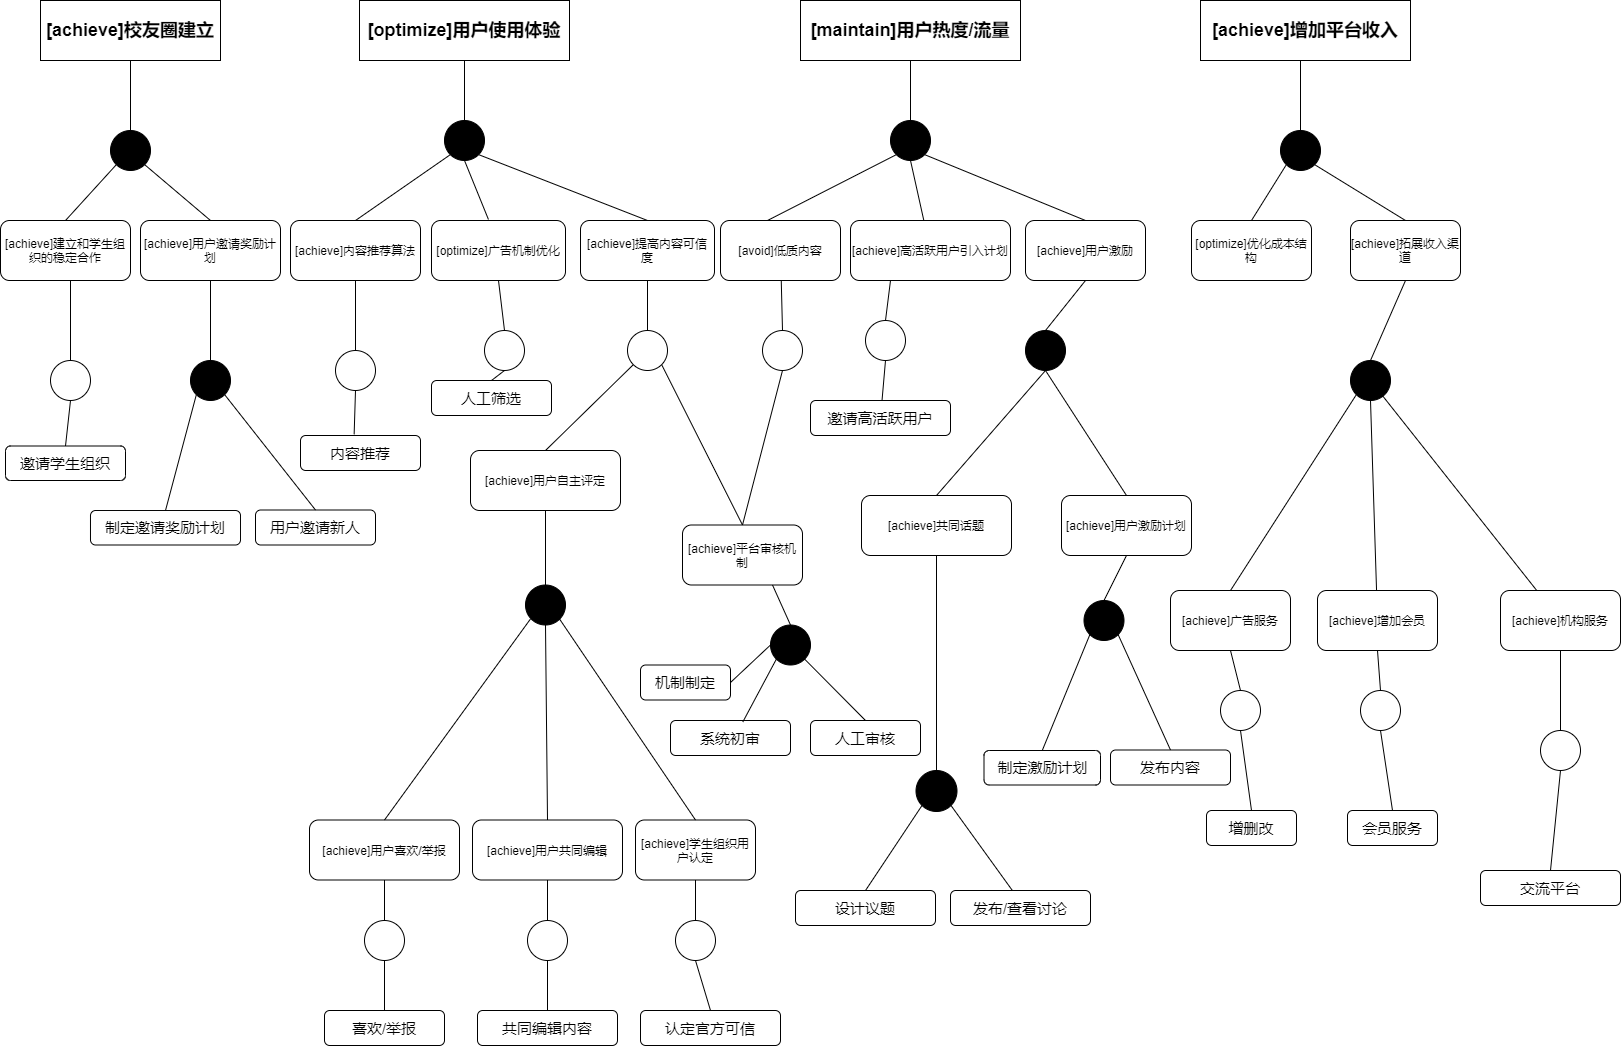 [achieve]校友圈建立
[optimize]用户使用体验
[maintain]用户热度/流量
[achieve]增加平台收入
[achieve]建立和学生组
织的稳定合作
[achieve]用户邀请奖励计
划
[achieve]内容推荐算法
[optimize]广告机制优化
[achieve]提高内容可信
度
[avoid]低质内容
[achieve]高活跃用户引入计划
[achieve]用户激励
[optimize]优化成本结
构
[achieve]拓展收入渠
道
人工筛选
邀请高活跃用户
内容推荐
邀请学生组织
[achieve]用户自主评定
制定邀请奖励计划
用户邀请新人
[achieve]平台审核机
制
[achieve]共同话题
[achieve]用户激励计划
[achieve]广告服务
[achieve]增加会员
[achieve]机构服务
机制制定
系统初审
人工审核
制定激励计划
发布内容
增删改
会员服务
[achieve]用户喜欢/举报
[achieve]用户共同编辑
[achieve]学生组织用
户认定
交流平台
设计议题
发布/查看讨论
喜欢/举报
共同编辑内容
认定官方可信